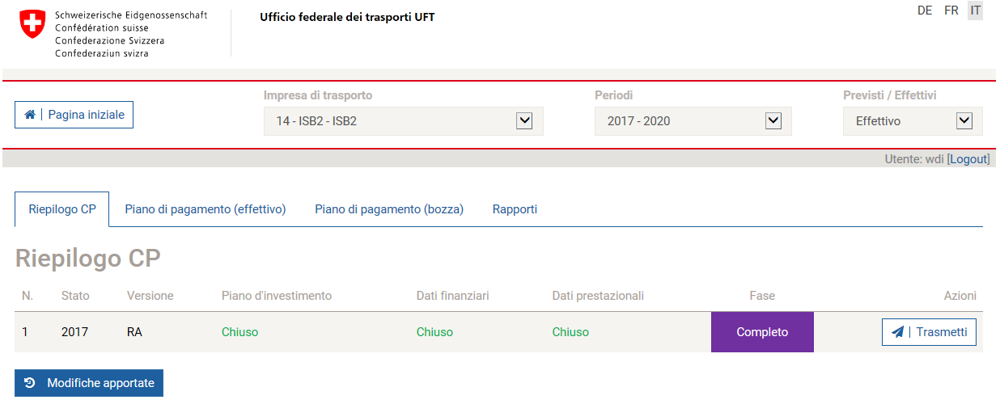 Schweizerische Eidgenossenschaft
Confédération suisse
Confederazione Svizzera
Confederaziun svizra
Ufficio federale dei trasporti UFT
DE FR IT
Pagina iniziale
Impresa di trasporto
14 - ISB2 - ISB2
Periodi
2017 - 2020
Previsti / Effettivi
Effettivo
Utente: wdi [Logout]
Riepilogo CP Piano di pagamento (effettivo) Piano di pagamento (bozza) Rapporti
Riepilogo CP
N. Stato Versione Piano d'investimento Dati finanziari Dati prestazionali Fase Azioni
1 2017 RA Chiuso Chiuso Chiuso Completo Trasmetti
Modifiche apportate